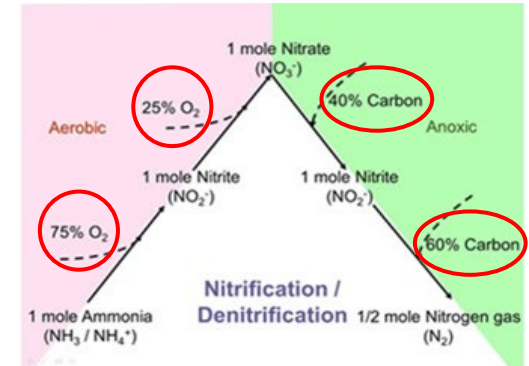 1 mole Nitrate
(NO₃⁻)
25% O₂
40% Carbon
Aerobic
Anoxic
1 mole Nitrite
(NO₂⁻)
1 mole Nitrite
(NO₂⁻)
75% O₂
60% Carbon
Nitrification /
Denitrification
1 mole Ammonia
(NH₃ / NH₄⁺)
1/2 mole Nitrogen gas
(N₂)